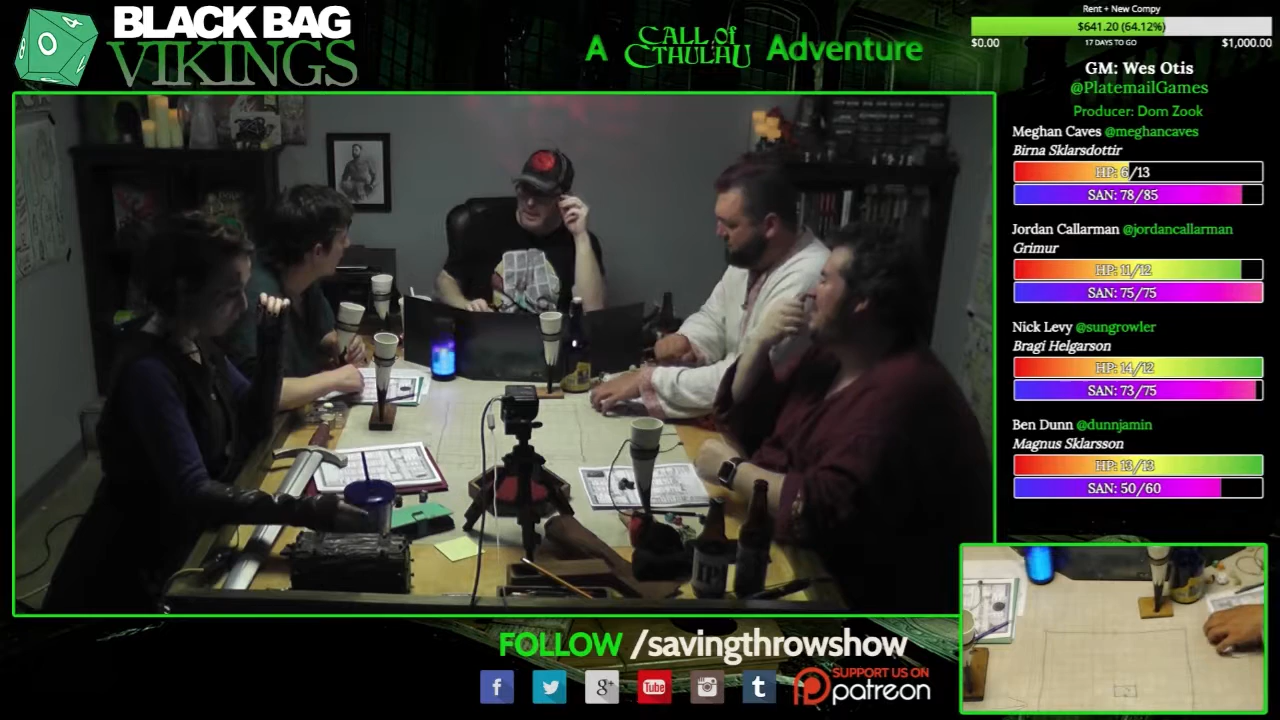 BLACK BAG
VIKINGS
A CALL of CTHULHU Adventure
Rent + New Compy
$641.20 (64.12%)
$0.00 17 DAYS TO GO $1,000.00
GM: Wes Otis
@PlatemailGames
Producer: Dom Zook
Meghan Caves @meghancaves
Birna Sklarsdottir
HP: 6/13
SAN: 78/85
Jordan Callarman @jordancallarman
Grimur
HP: 11/12
SAN: 75/75
Nick Levy @sungrowler
Bragi Helgarson
HP: 14/12
SAN: 73/75
Ben Dunn @dunnjamin
Magnus Sklarsson
HP: 13/13
SAN: 50/60
IPA
FOLLOW /savingthrowshow
f g+ You Tube t
SUPPORT US ON
patreon